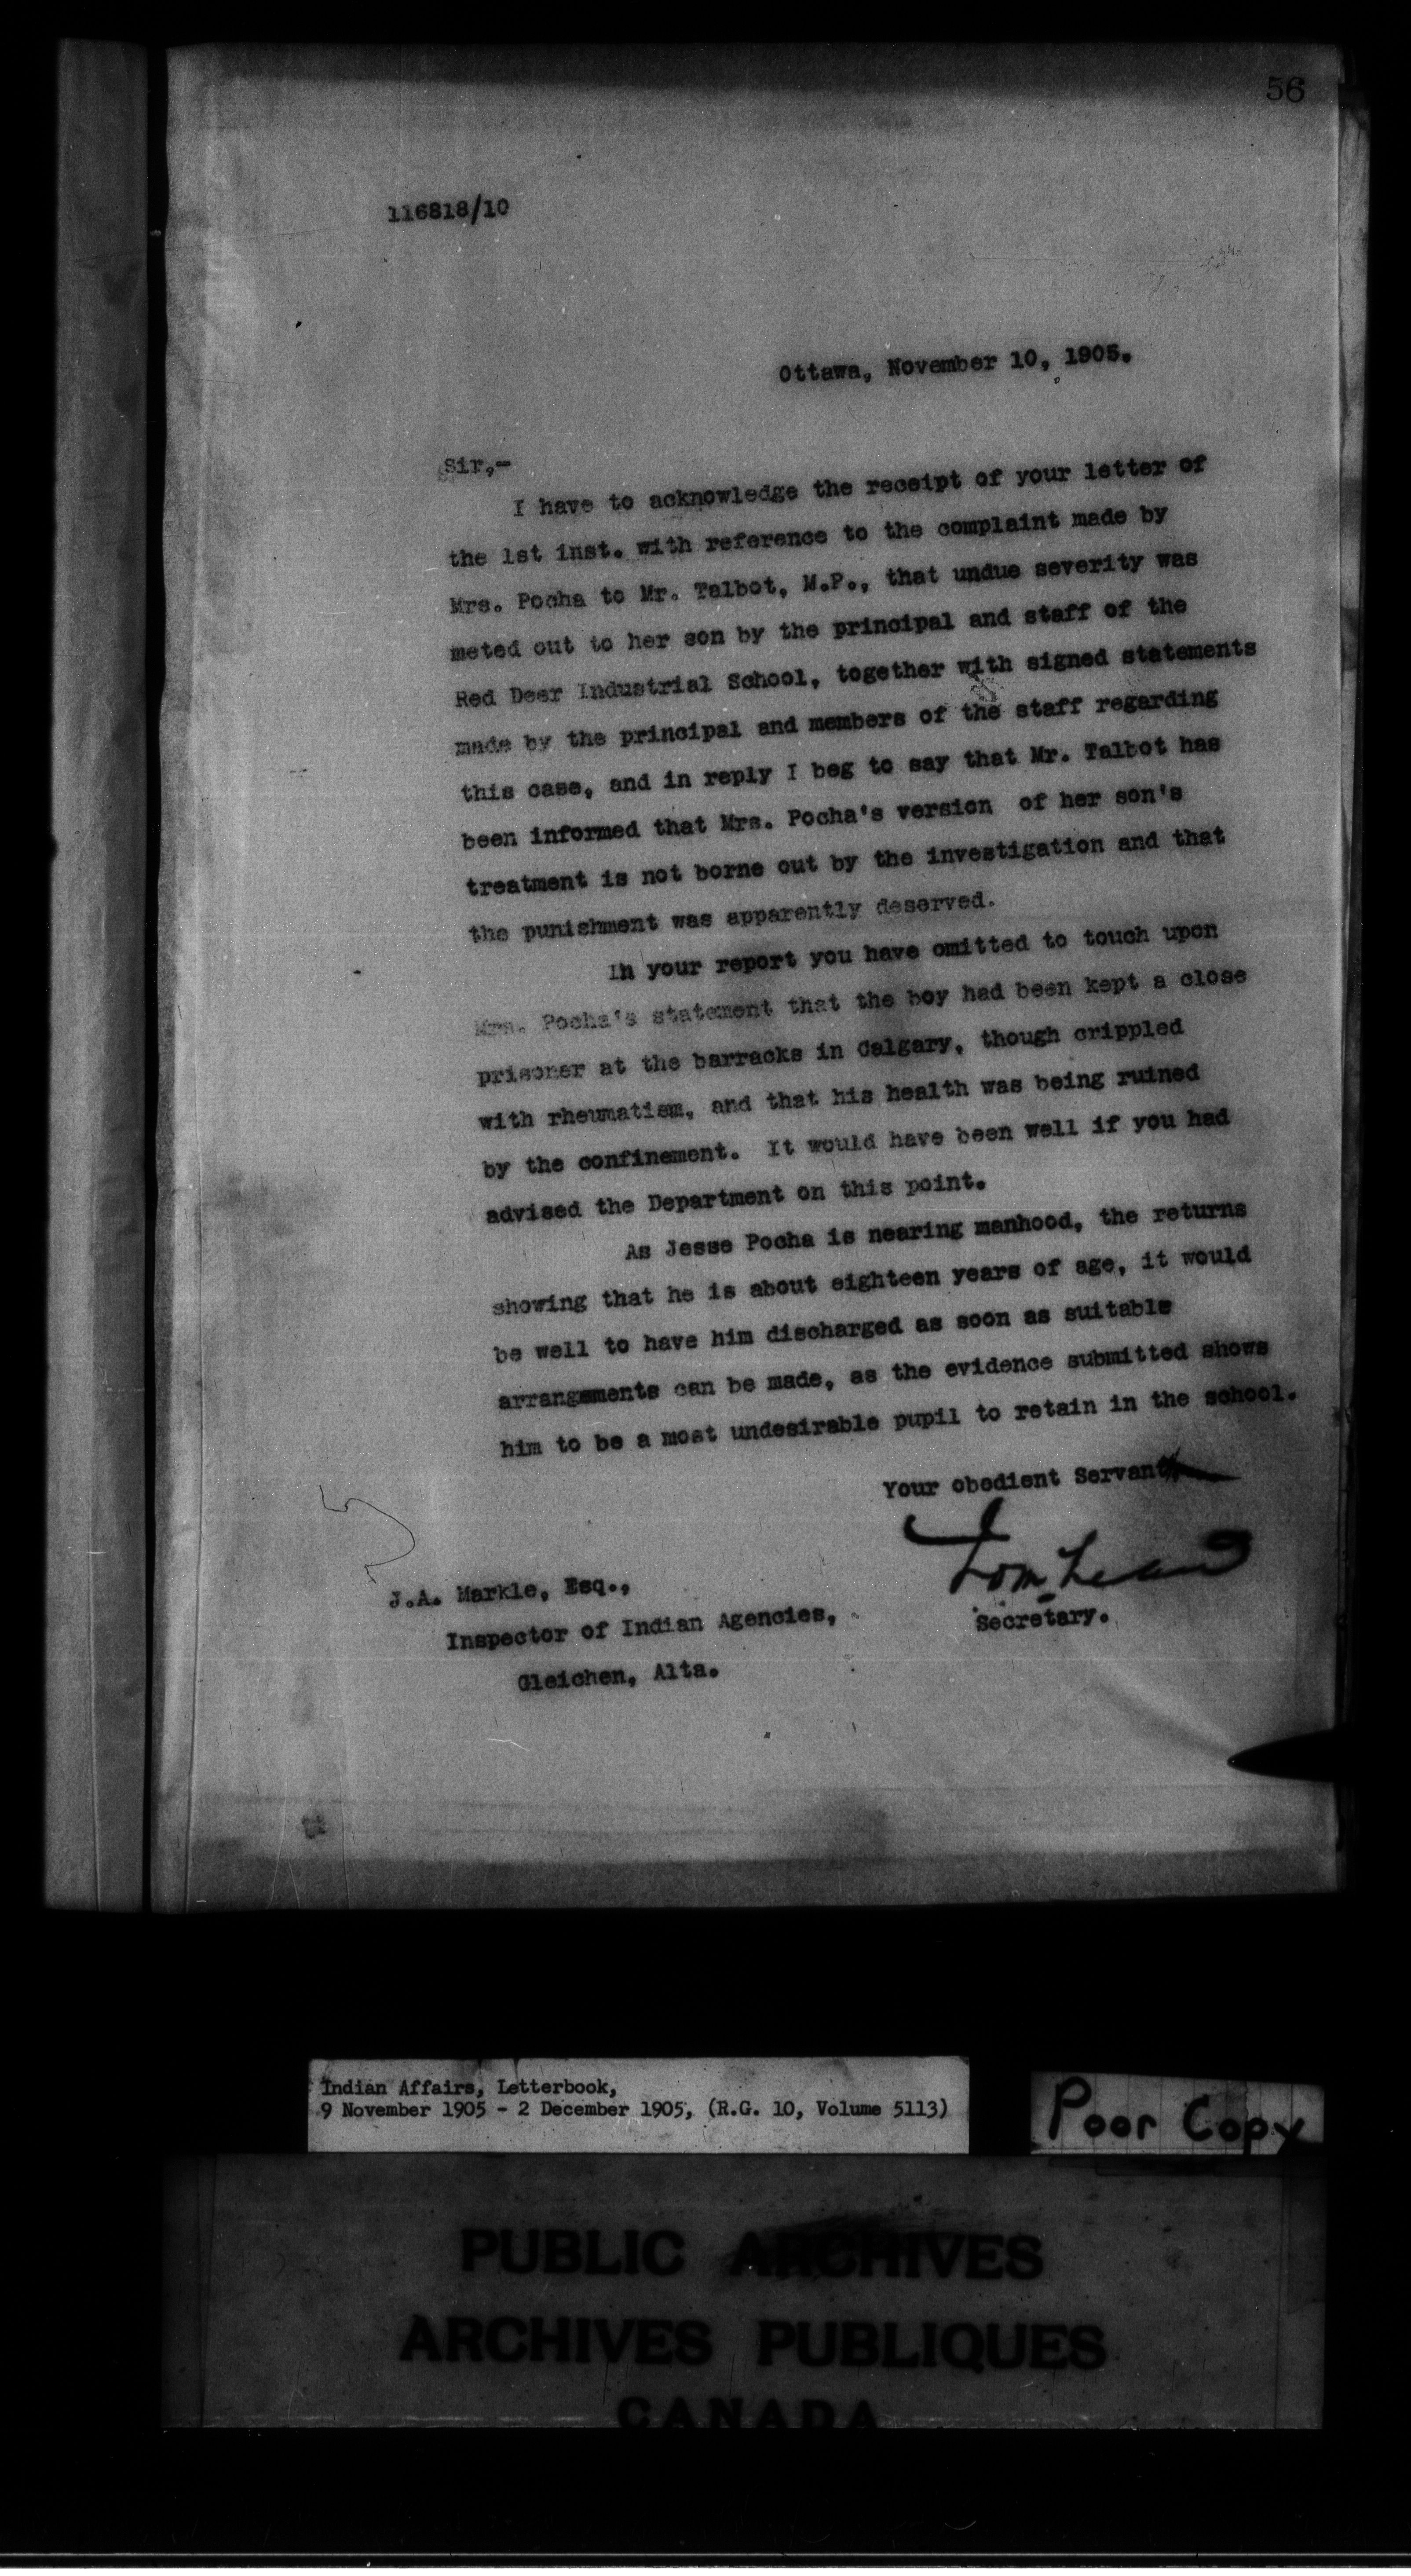 56
116818/10
Ottawa, November 10, 1905.
Sir,-
I have to acknowledge the receipt of your letter of
the 1st inst. with reference to the complaint made by
Mrs. Pocha to Mr. Talbot, M.P., that undue severity was
meted out to her son by the principal and staff of the
Red Deer Industrial School, together with signed statements
made by the principal and members of the staff regarding
this case, and in reply I beg to say that Mr. Talbot has
been informed that Mrs. Pocha's version of her son's
treatment is not borne out by the investigation and that
the punishment was apparently deserved.
In your report you have omitted to touch upon
Mrs. Pocha's statement that the boy had been kept a close
prisoner at the barracks in Calgary, though crippled
with rheumatism, and that his health was being ruined
by the confinement. It would have been well if you had
advised the Department on this point.
As Jesse Pocha is nearing manhood, the returns
showing that he is about eighteen years of age, it would
be well to have him discharged as soon as suitable
arrangements can be made, as the evidence submitted shows
him to be a most undesirable pupil to retain in the school.
Your obedient Servant
Secretary.
J.A. Markle, Esq.,
Inspector of Indian Agencies,
Gleichen, Alta.
Indian Affairs, Letterbook,
9 November 1905 - 2 December 1905, (R.G. 10, Volume 5113)
Poor Copy
PUBLIC ARCHIVES
ARCHIVES PUBLIQUES
CANADA